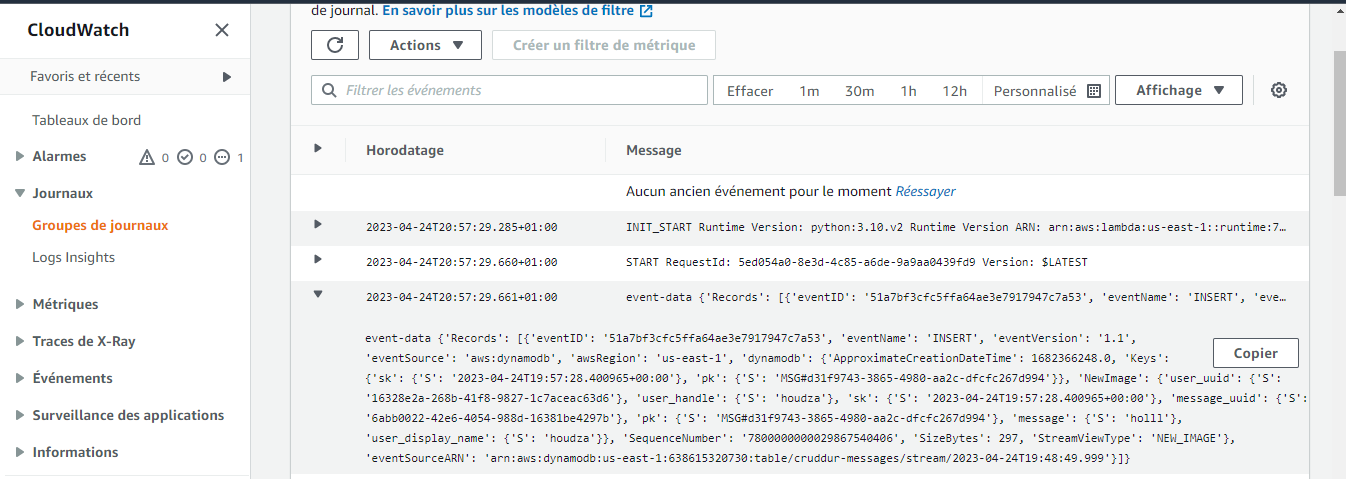 de journal. En savoir plus sur les modèles de filtre
CloudWatch
Favoris et récents
Tableaux de bord
Alarmes 0 0 1
Journaux
Groupes de journaux
Logs Insights
Métriques
Traces de X-Ray
Événements
Surveillance des applications
Informations
Actions
Créer un filtre de métrique
Filtrer les événements
Effacer 1m 30m 1h 12h Personnalisé
Affichage
Horodatage Message
Aucun ancien événement pour le moment Réessayer
2023-04-24T20:57:29.285+01:00 INIT_START Runtime Version: python:3.10.v2 Runtime Version ARN: arn:aws:lambda:us-east-1::runtime:7…
2023-04-24T20:57:29.660+01:00 START RequestId: 5ed054a0-8e3d-4c85-a6de-9a9aa0439fd9 Version: $LATEST
2023-04-24T20:57:29.661+01:00 event-data {'Records': [{'eventID': '51a7bf3cfc5ffa64ae3e7917947c7a53', 'eventName': 'INSERT', 'eve…
event-data {'Records': [{'eventID': '51a7bf3cfc5ffa64ae3e7917947c7a53', 'eventName': 'INSERT', 'eventVersion': '1.1',
'eventSource': 'aws:dynamodb', 'awsRegion': 'us-east-1', 'dynamodb': {'ApproximateCreationDateTime': 1682366248.0, 'Keys':
{'sk': {'S': '2023-04-24T19:57:28.400965+00:00'}, 'pk': {'S': 'MSG#d31f9743-3865-4980-aa2c-dfcfc267d994'}}, 'NewImage': {'user_uuid': {'S':
'16328e2a-268b-41f8-9827-1c7aceac63d6'}, 'user_handle': {'S': 'houdza'}, 'sk': {'S': '2023-04-24T19:57:28.400965+00:00'}, 'message_uuid': {'S':
'6abb0022-42e6-4054-988d-16381be4297b'}, 'pk': {'S': 'MSG#d31f9743-3865-4980-aa2c-dfcfc267d994'}, 'message': {'S': 'holll'},
'user_display_name': {'S': 'houdza'}}, 'SequenceNumber': '7800000000029867540406', 'SizeBytes': 297, 'StreamViewType': 'NEW_IMAGE'},
'eventSourceARN': 'arn:aws:dynamodb:us-east-1:638615320730:table/cruddur-messages/stream/2023-04-24T19:48:49.999'}]}
Copier